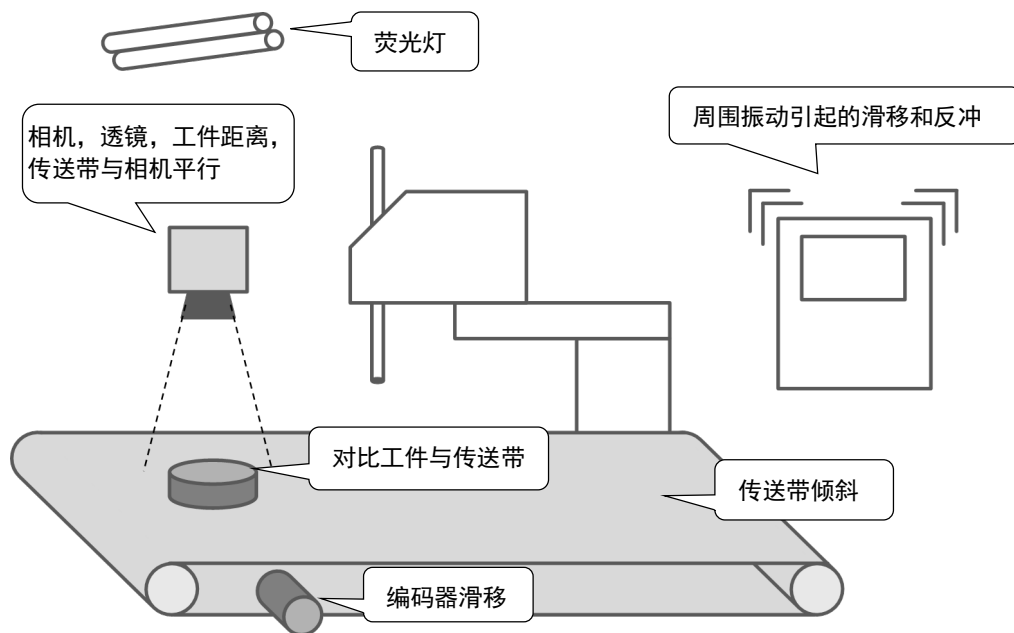 荧光灯
相机，透镜，工件距离，
传送带与相机平行
周围振动引起的滑移和反冲
对比工件与传送带
传送带倾斜
编码器滑移